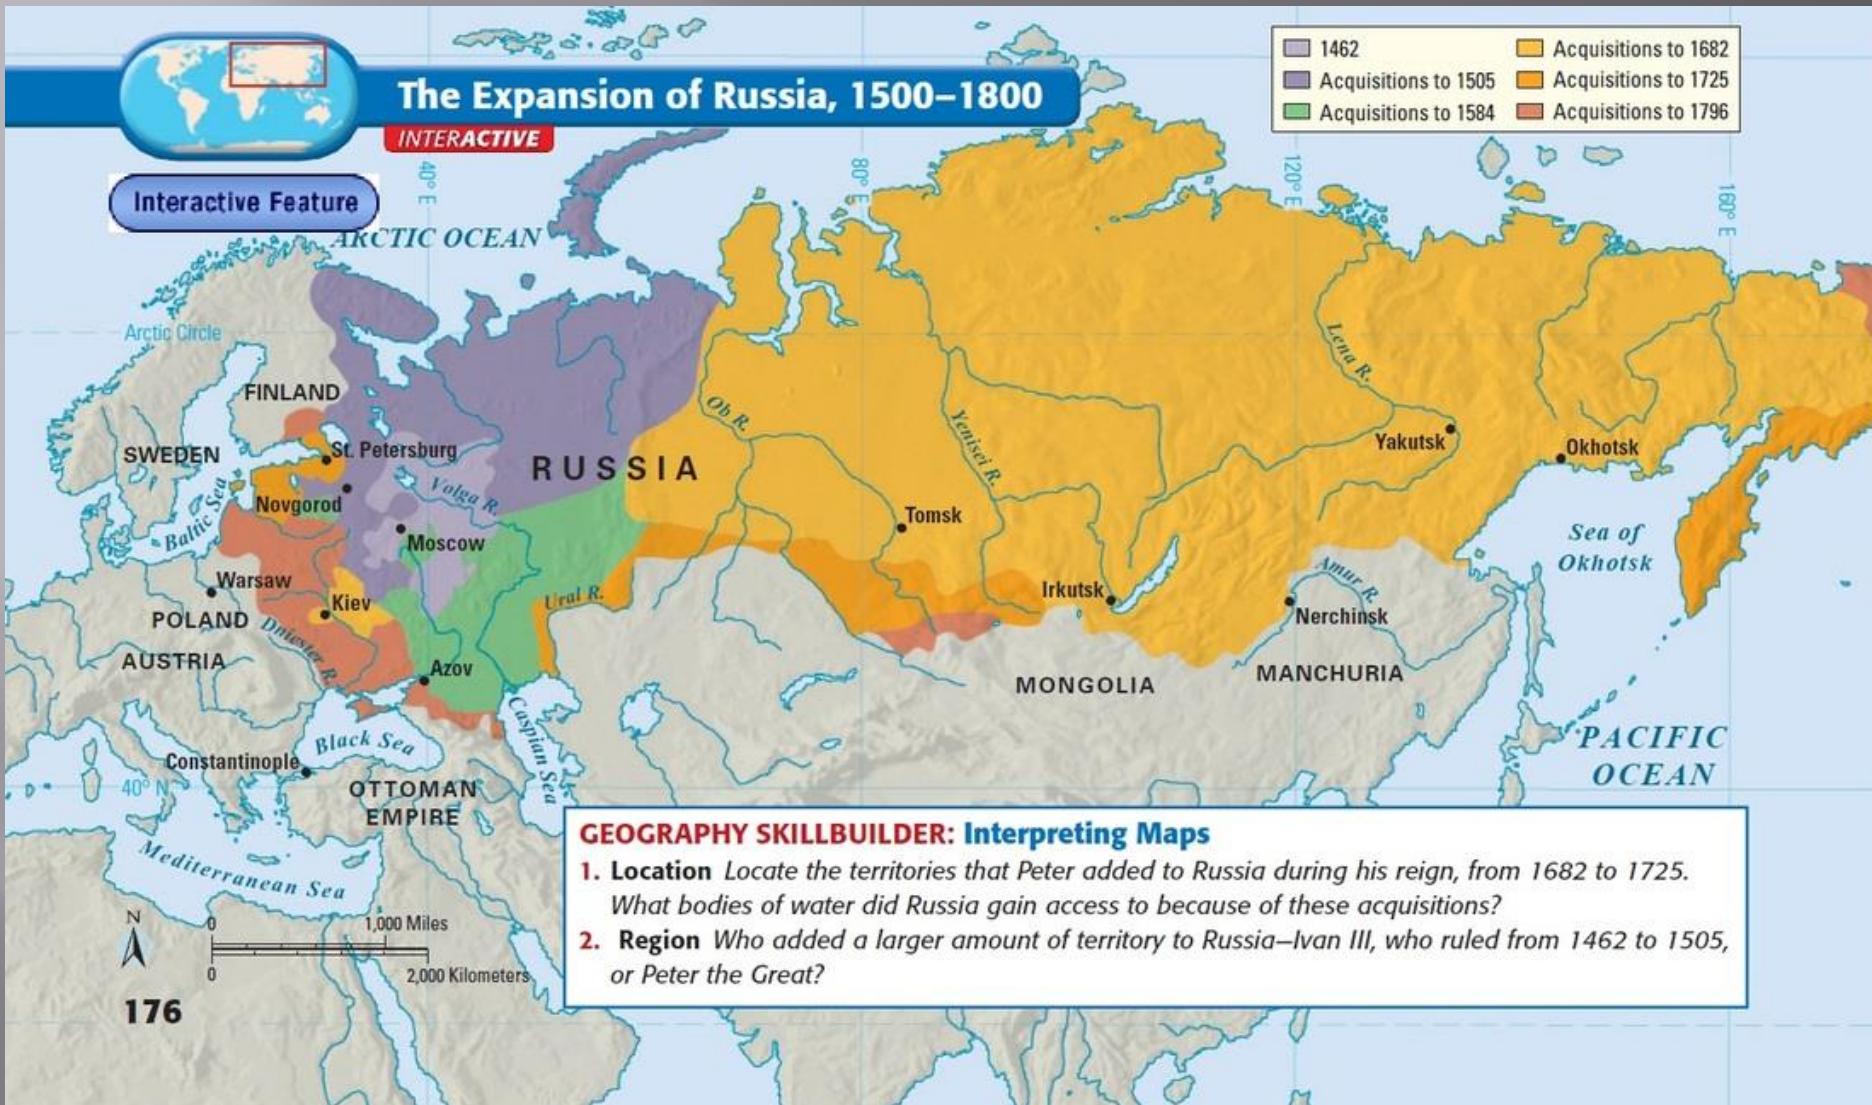 The Expansion of Russia, 1500–1800
INTERACTIVE
Interactive Feature
1462
Acquisitions to 1505
Acquisitions to 1584
Acquisitions to 1682
Acquisitions to 1725
Acquisitions to 1796
40° E
80° E
120° E
160° E
ARCTIC OCEAN
Arctic Circle
FINLAND
SWEDEN
St. Petersburg
RUSSIA
Baltic Sea
Novgorod
Volga R.
Moscow
Ob R.
Yenisei R.
Lena R.
Yakutsk
Okhotsk
Tomsk
Sea of
Okhotsk
Warsaw
POLAND
Kiev
Ural R.
Irkutsk
Amur R.
Nerchinsk
Dniester R.
AUSTRIA
Azov
MONGOLIA
MANCHURIA
Caspian Sea
Black Sea
Constantinople
40° N
OTTOMAN
EMPIRE
PACIFIC
OCEAN
Mediterranean Sea
N
0
1,000 Miles
0
2,000 Kilometers
176
GEOGRAPHY SKILLBUILDER: Interpreting Maps
1. Location Locate the territories that Peter added to Russia during his reign, from 1682 to 1725.
What bodies of water did Russia gain access to because of these acquisitions?
2. Region Who added a larger amount of territory to Russia—Ivan III, who ruled from 1462 to 1505,
or Peter the Great?